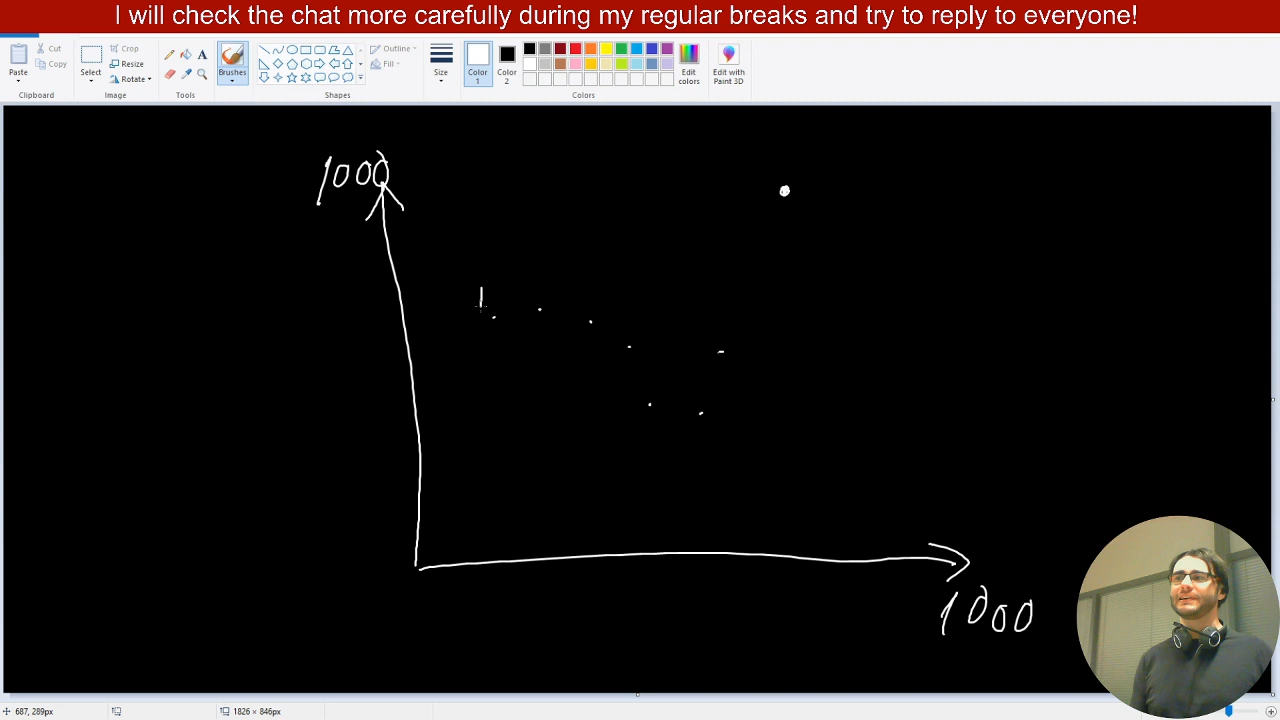 I will check the chat more carefully during my regular breaks and try to reply to everyone!
Paste
Cut
Copy
Clipboard
Select
Crop
Resize
Rotate
Image
A
Tools
Brushes
Shapes
Outline
Fill
Size
Color 1
Color 2
Edit colors
Edit with Paint 3D
Colors
1000
1000
687, 289px
1826 × 846px